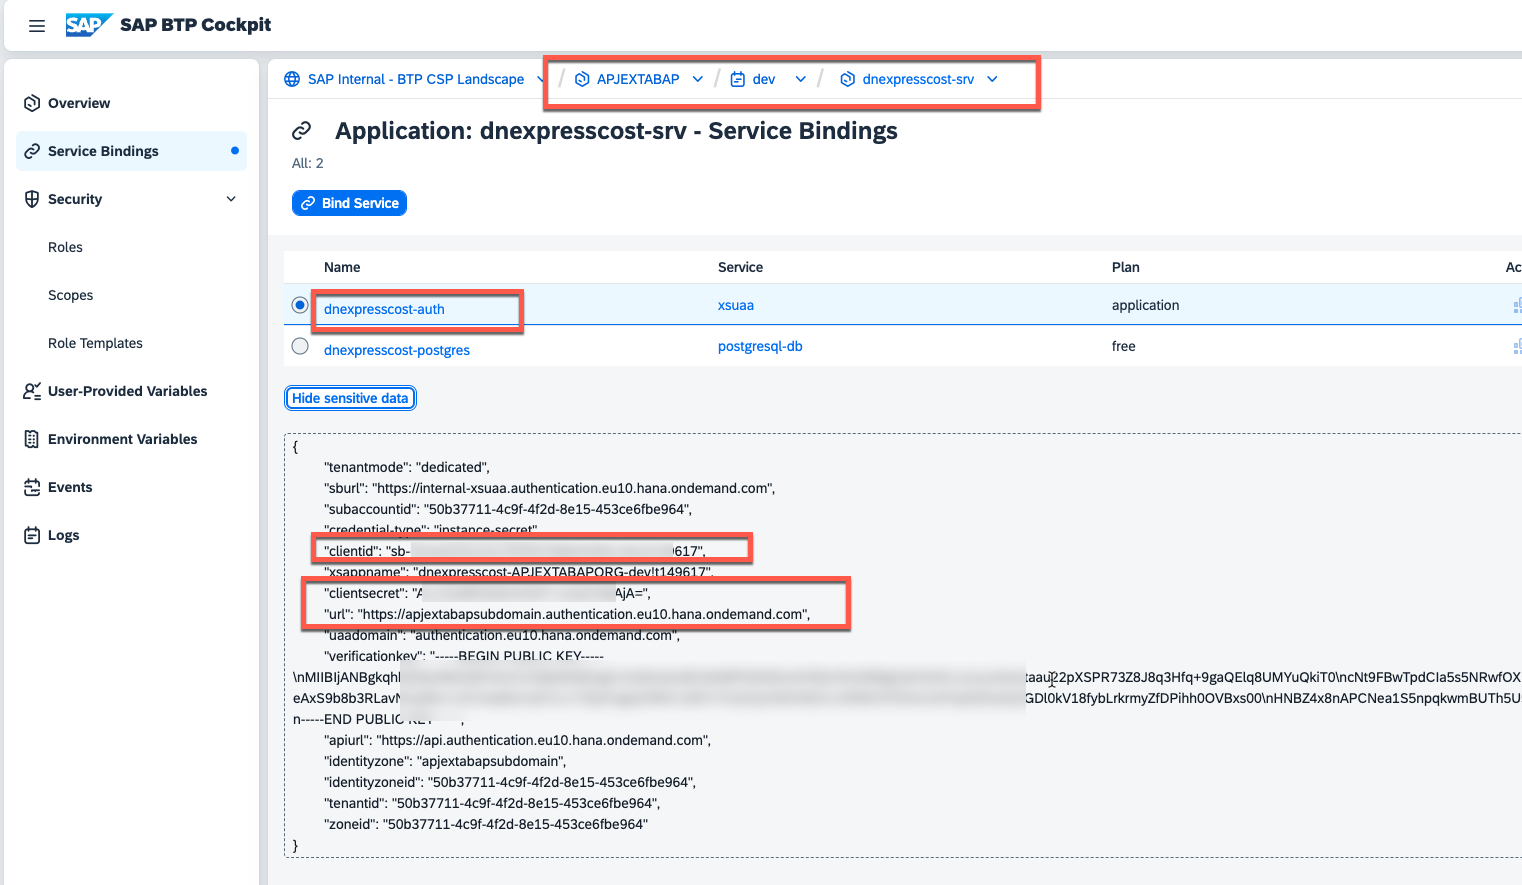 SAP SAP BTP Cockpit
SAP Internal - BTP CSP Landscape / APJEXTABAP / dev / dnexpresscost-srv
Overview
Service Bindings
Security
Roles
Scopes
Role Templates
User-Provided Variables
Environment Variables
Events
Logs
Application: dnexpresscost-srv - Service Bindings
All: 2
Bind Service
Name Service Plan Ac
dnexpresscost-auth xsuaa application
dnexpresscost-postgres postgresql-db free
Hide sensitive data
{
"tenantmode": "dedicated",
"sburl": "https://internal-xsuaa.authentication.eu10.hana.ondemand.com",
"subaccountid": "50b37711-4c9f-4f2d-8e15-453ce6fbe964",
"credential-type": "instance-secret"
"clientid": "sb- 617",
"xsappname": "dnexpresscost-APJEXTABAPORG-dev!t149617",
"clientsecret": "A AjA=",
"url": "https://apjextabapsubdomain.authentication.eu10.hana.ondemand.com",
"uaadomain": "authentication.eu10.hana.ondemand.com",
"verificationkey": "-----BEGIN PUBLIC KEY-----
\nMIIBIjANBgkqhl taau22pXSPR73Z8J8q3Hfq+9gaQElq8UMYuQkiT0\ncNt9FBwTpdCIa5s5NRwfOX
eAxS9b8b3RLavN GDl0kV18fybLrkrmyZfDPihh0OVBxs00\nHNBZ4x8nAPCNea1S5npqkwmBUTh5U
n-----END PUBLIC KEY ,
"apiurl": "https://api.authentication.eu10.hana.ondemand.com",
"identityzone": "apjextabapsubdomain",
"identityzoneid": "50b37711-4c9f-4f2d-8e15-453ce6fbe964",
"tenantid": "50b37711-4c9f-4f2d-8e15-453ce6fbe964",
"zoneid": "50b37711-4c9f-4f2d-8e15-453ce6fbe964"
}